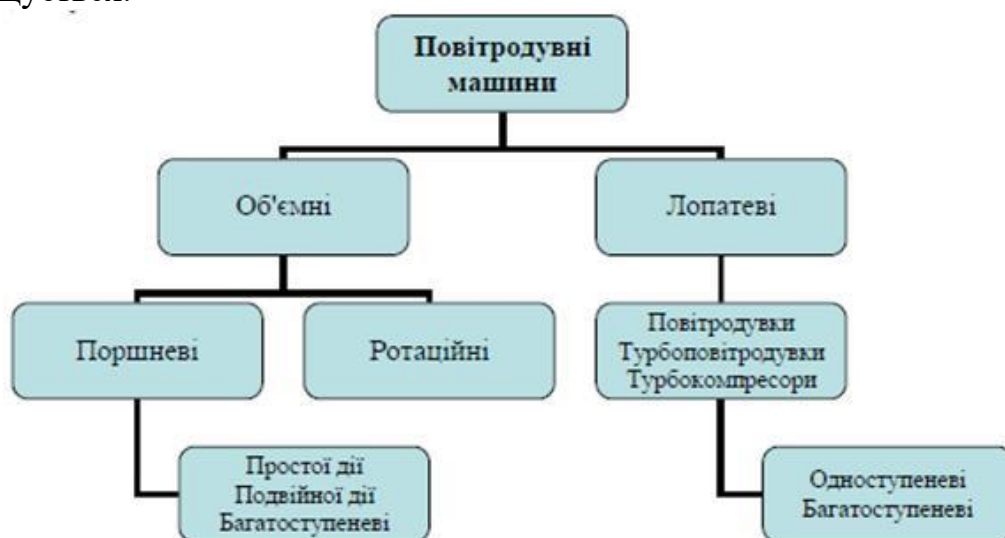 Повітродувні
машини
Об'ємні
Лопатеві
Поршневі
Ротаційні
Повітродувки
Турбоповітродувки
Турбокомпресори
Простої дії
Подвійної дії
Багатоступеневі
Одноступеневі
Багатоступеневі